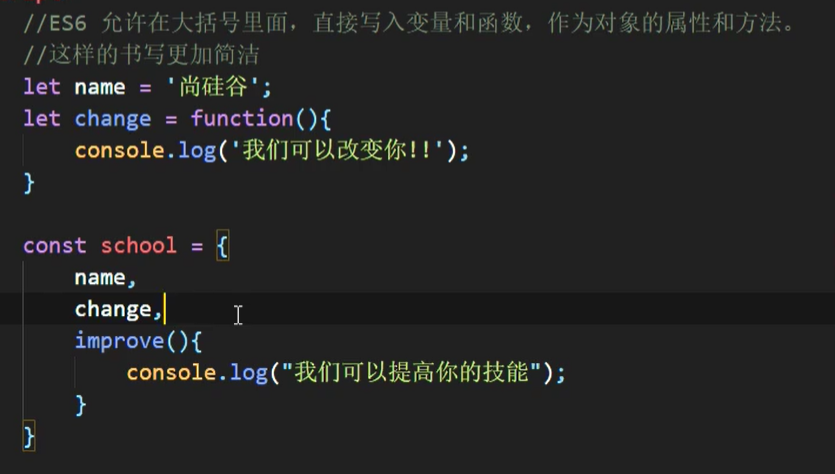 //ES6 允许在大括号里面，直接写入变量和函数，作为对象的属性和方法。
//这样的书写更加简洁
let name = '尚硅谷';
let change = function(){
    console.log('我们可以改变你!!');
}
const school = {
    name,
    change,
    improve(){
        console.log("我们可以提高你的技能");
    }
}